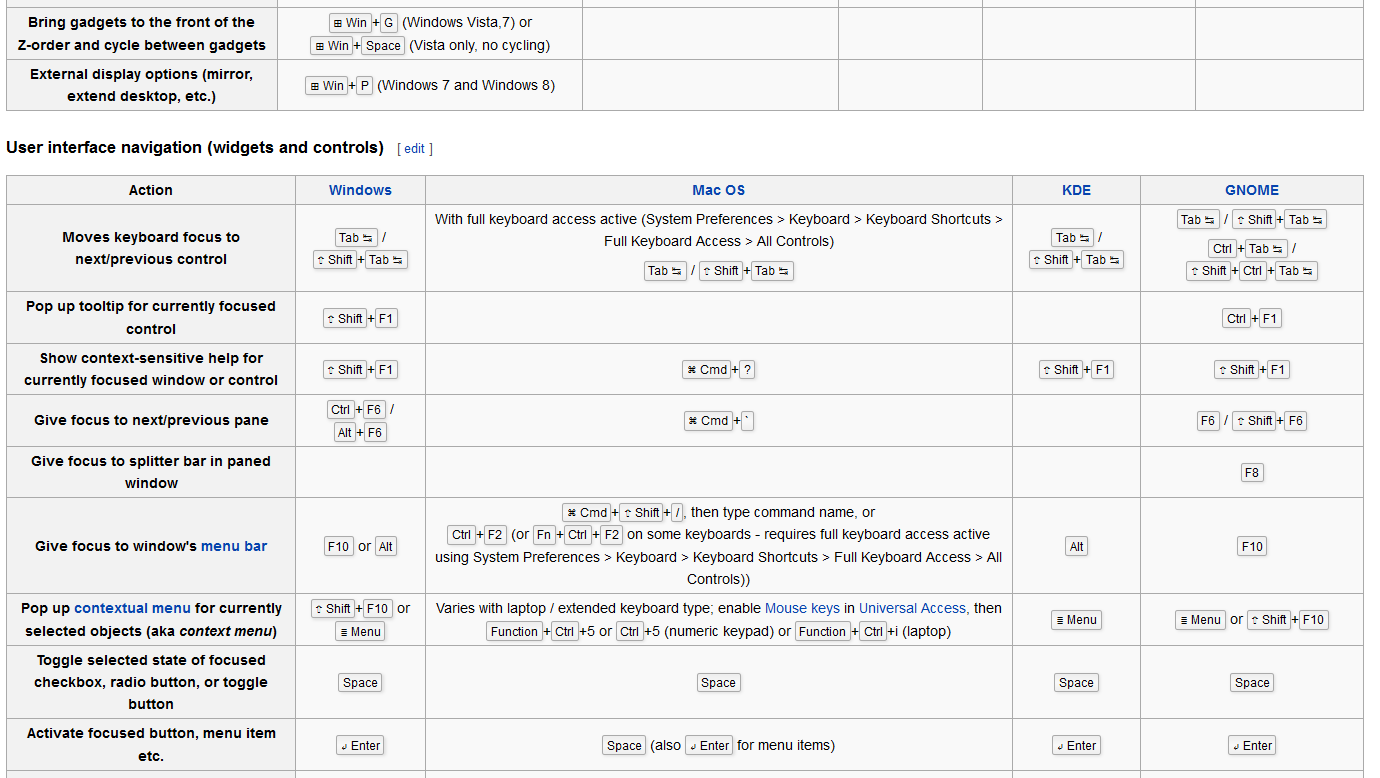 Bring gadgets to the front of the
Z-order and cycle between gadgets
⊞ Win+G (Windows Vista,7) or
⊞ Win+Space (Vista only, no cycling)
External display options (mirror,
extend desktop, etc.)
⊞ Win+P (Windows 7 and Windows 8)
User interface navigation (widgets and controls) [ edit ]
Action Windows Mac OS KDE GNOME
Moves keyboard focus to
next/previous control
Tab ↹ /
⇧ Shift+Tab ↹
With full keyboard access active (System Preferences > Keyboard > Keyboard Shortcuts >
Full Keyboard Access > All Controls)
Tab ↹ / ⇧ Shift+Tab ↹
Tab ↹ /
⇧ Shift+Tab ↹
Tab ↹ / ⇧ Shift+Tab ↹
Ctrl+Tab ↹ /
⇧ Shift+Ctrl+Tab ↹
Pop up tooltip for currently focused
control
⇧ Shift+F1
Ctrl+F1
Show context-sensitive help for
currently focused window or control
⇧ Shift+F1
⌘ Cmd+?
⇧ Shift+F1
⇧ Shift+F1
Give focus to next/previous pane
Ctrl+F6 /
Alt+F6
⌘ Cmd+`
F6 / ⇧ Shift+F6
Give focus to splitter bar in paned
window
F8
Give focus to window's menu bar
F10 or Alt
⌘ Cmd+⇧ Shift+/, then type command name, or
Ctrl+F2 (or Fn+Ctrl+F2 on some keyboards - requires full keyboard access active
using System Preferences > Keyboard > Keyboard Shortcuts > Full Keyboard Access > All
Controls))
Alt
F10
Pop up contextual menu for currently
selected objects (aka context menu)
⇧ Shift+F10 or
≡ Menu
Varies with laptop / extended keyboard type; enable Mouse keys in Universal Access, then
Function+Ctrl+5 or Ctrl+5 (numeric keypad) or Function+Ctrl+i (laptop)
≡ Menu
≡ Menu or ⇧ Shift+F10
Toggle selected state of focused
checkbox, radio button, or toggle
button
Space
Space
Space
Space
Activate focused button, menu item
etc.
↲ Enter
Space (also ↲ Enter for menu items)
↲ Enter
↲ Enter